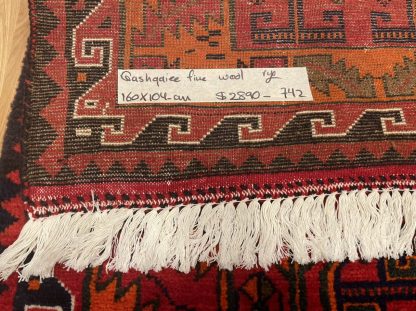 Qashqaiee fine wool
160x104-cm $2890- 742